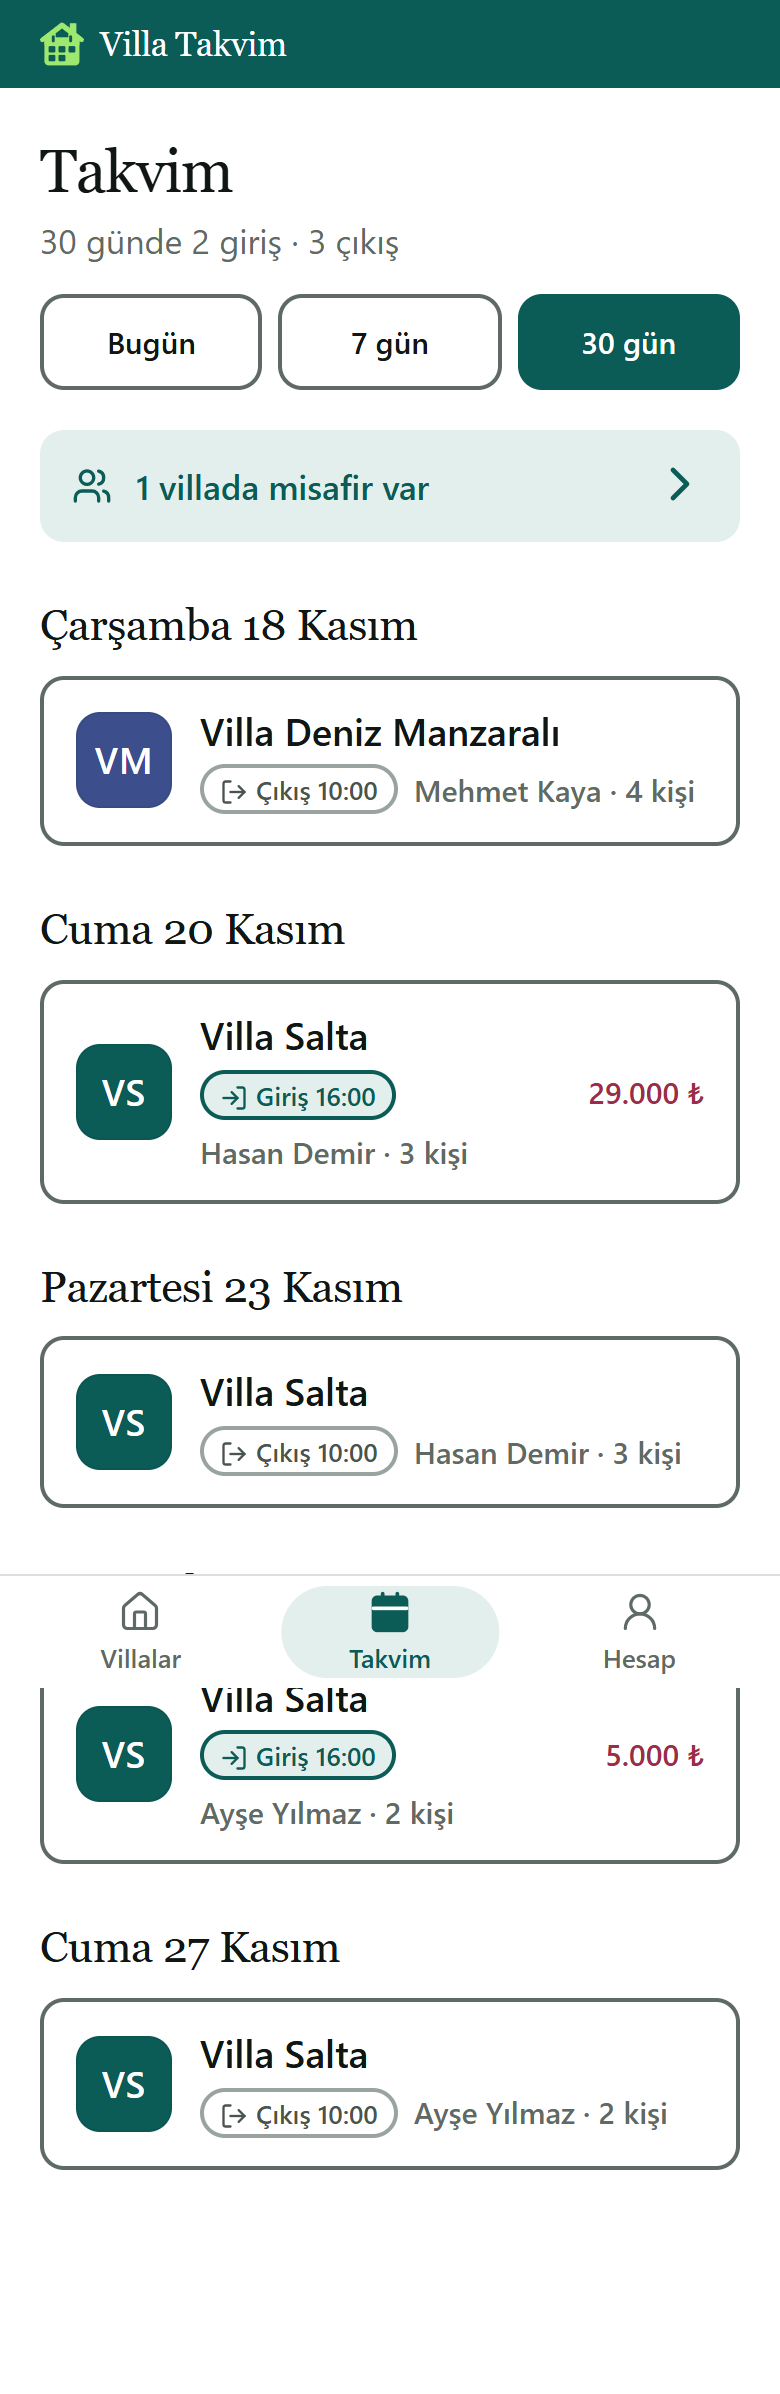 Villa Takvim
Takvim
30 günde 2 giriş · 3 çıkış
Bugün
7 gün
30 gün
1 villada misafir var
Çarşamba 18 Kasım
VM
Villa Deniz Manzaralı
Çıkış 10:00
Mehmet Kaya · 4 kişi
Cuma 20 Kasım
VS
Villa Salta
Giriş 16:00
29.000 ₺
Hasan Demir · 3 kişi
Pazartesi 23 Kasım
VS
Villa Salta
Çıkış 10:00
Hasan Demir · 3 kişi
Villalar
Takvim
Hesap
VS
Villa Salta
Giriş 16:00
5.000 ₺
Ayşe Yılmaz · 2 kişi
Cuma 27 Kasım
VS
Villa Salta
Çıkış 10:00
Ayşe Yılmaz · 2 kişi